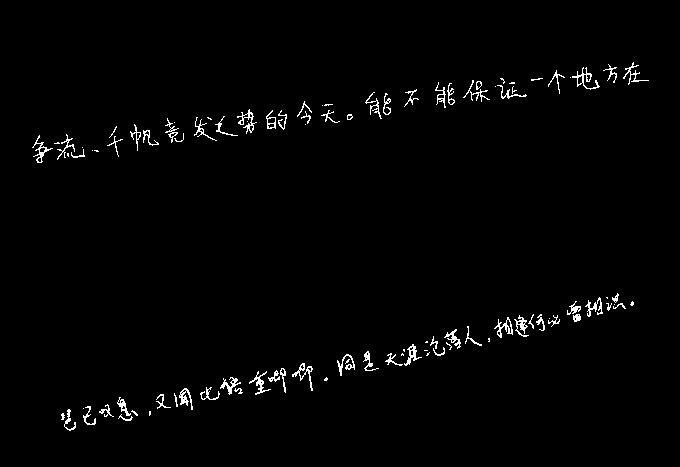 争流、千帆竞发之势的今天。能不能保证一个地方在
琶已叹息，又闻此语重唧唧。同是天涯沦落人，相逢何必曾相识。